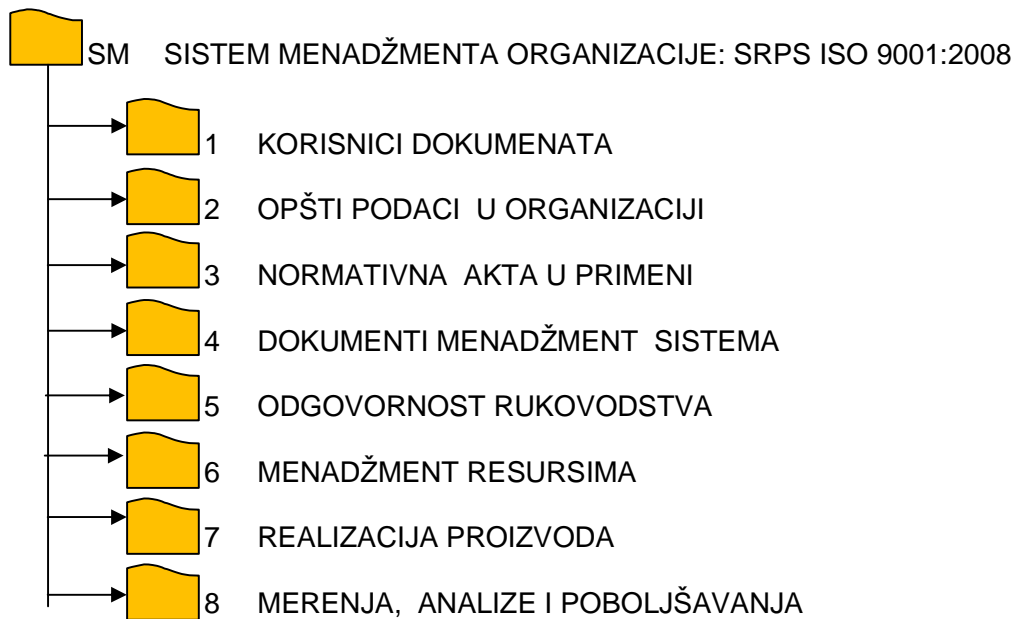 SM SISTEM MENADŽMENTA ORGANIZACIJE: SRPS ISO 9001:2008
1 KORISNICI DOKUMENATA
2 OPŠTI PODACI U ORGANIZACIJI
3 NORMATIVNA AKTA U PRIMENI
4 DOKUMENTI MENADŽMENT SISTEMA
5 ODGOVORNOST RUKOVODSTVA
6 MENADŽMENT RESURSIMA
7 REALIZACIJA PROIZVODA
8 MERENJA, ANALIZE I POBOLJŠAVANJA